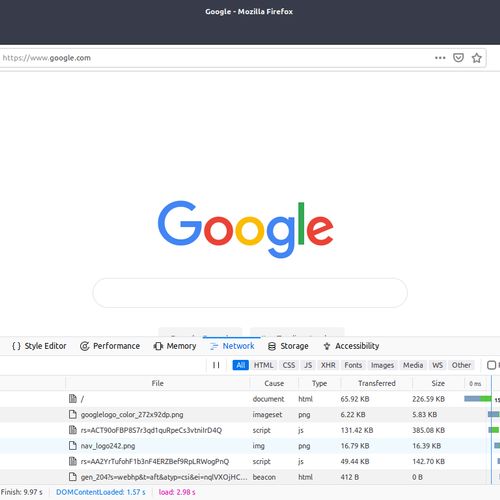 Google - Mozilla Firefox
https://www.google.com
Google
{} Style Editor Performance Memory Network Storage Accessibility
All HTML CSS JS XHR Fonts Images Media WS Other
File Cause Type Transferred Size 0 ms
/ document html 65.92 KB 226.59 KB
googlelogo_color_272x92dp.png imageset png 6.22 KB 5.83 KB
rs=ACT90oFBP8S7r3qd1quRpeCs3vtniIrD4Q script js 131.42 KB 385.08 KB
nav_logo242.png img png 16.79 KB 16.39 KB
rs=AA2YrTufohF1b3nF4ERZBef9RpLRWogPnQ script js 49.44 KB 142.70 KB
gen_204?s=webhp&t=aft&atyp=csi&ei=nqlVXOjHC… beacon html 412 B 0 B
Finish: 9.97 s DOMContentLoaded: 1.57 s load: 2.98 s